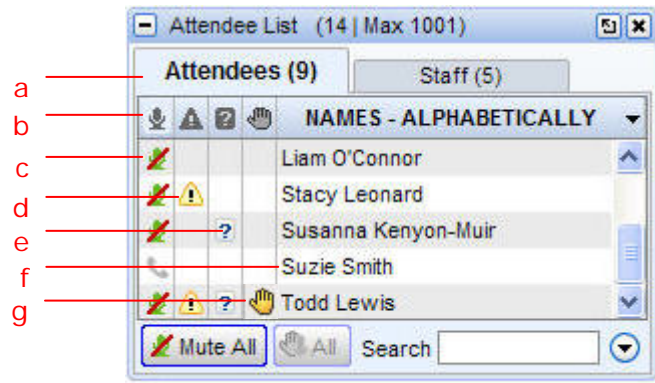 Attendee List (14 | Max 1001)
Attendees (9) Staff (5)
a
b
NAMES - ALPHABETICALLY
c
Liam O'Connor
d
Stacy Leonard
e
? Susanna Kenyon-Muir
f
Suzie Smith
g
? Todd Lewis
Mute All All Search